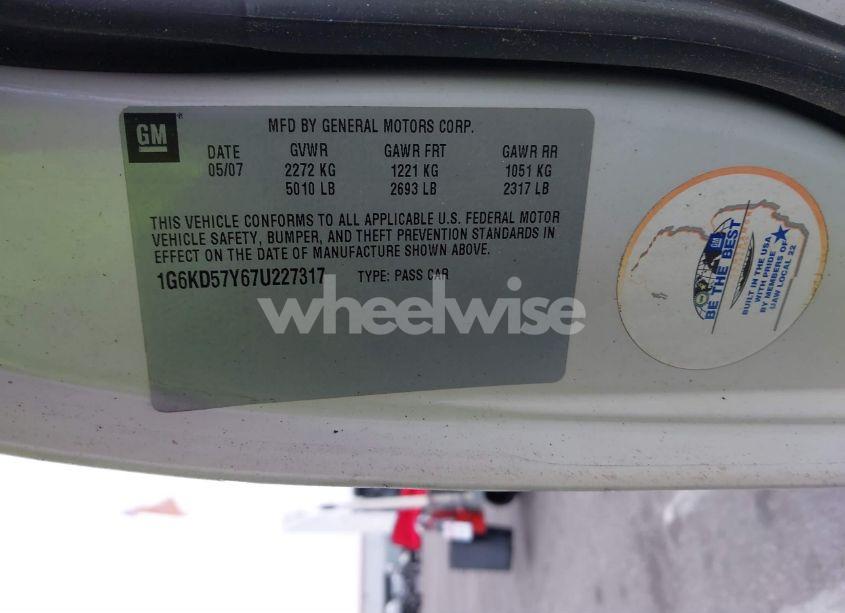 GM
MFD BY GENERAL MOTORS CORP.
DATE GVWR GAWR FRT GAWR RR
05/07 2272 KG 1221 KG 1051 KG
5010 LB 2693 LB 2317 LB
THIS VEHICLE CONFORMS TO ALL APPLICABLE U.S. FEDERAL MOTOR
VEHICLE SAFETY, BUMPER, AND THEFT PREVENTION STANDARDS IN
EFFECT ON THE DATE OF MANUFACTURE SHOWN ABOVE.
1G6KD57Y67U227317 TYPE: PASS CAR
wheelwise
GM
BE THE BEST
BUILT IN THE USA
WITH PRIDE
BY MEMBERS OF
UAW LOCAL 22